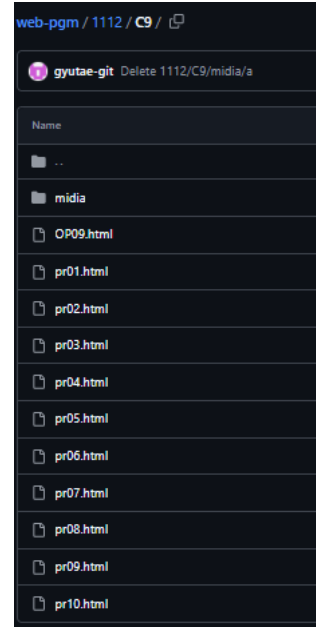 web-pgm / 1112 / C9 /
gyutae-git Delete 1112/C9/midia/a
Name
..
midia
OP09.html
pr01.html
pr02.html
pr03.html
pr04.html
pr05.html
pr06.html
pr07.html
pr08.html
pr09.html
pr10.html